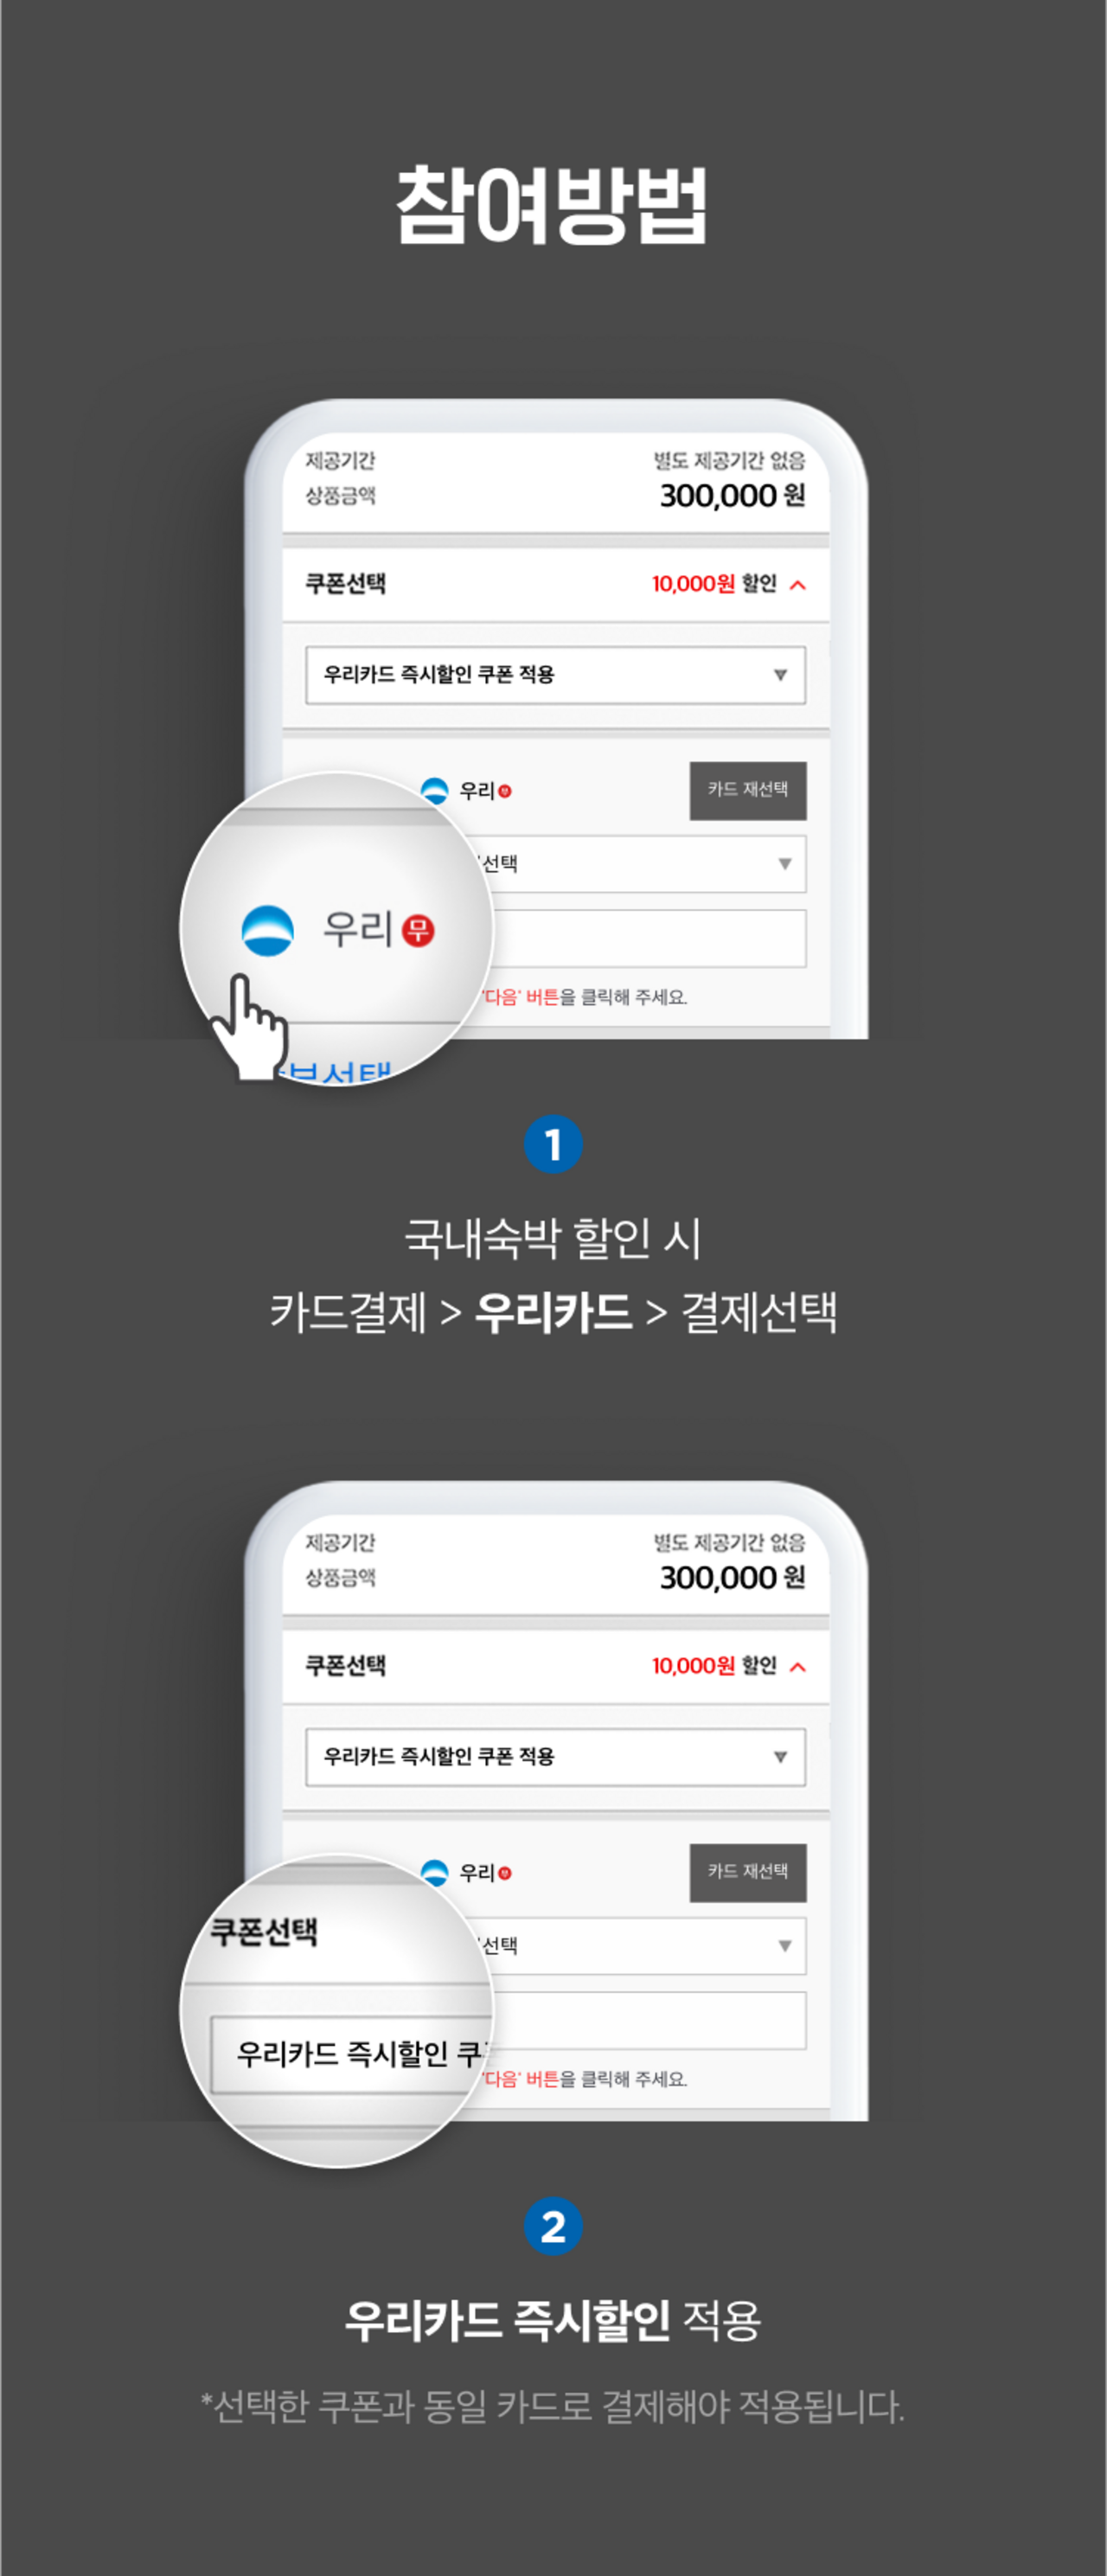 참여방법
제공기간 별도 제공기간 없음
상품금액 300,000 원
쿠폰선택 10,000원 할인
우리카드 즉시할인 쿠폰 적용
우리 무 카드 재선택
선택
우리 무
'다음' 버튼을 클릭해 주세요.
부선택
1
국내숙박 할인 시
카드결제 > 우리카드 > 결제선택
제공기간 별도 제공기간 없음
상품금액 300,000 원
쿠폰선택 10,000원 할인
우리카드 즉시할인 쿠폰 적용
우리 무 카드 재선택
쿠폰선택
선택
우리카드 즉시할인 쿠
'다음' 버튼을 클릭해 주세요.
2
우리카드 즉시할인 적용
*선택한 쿠폰과 동일 카드로 결제해야 적용됩니다.